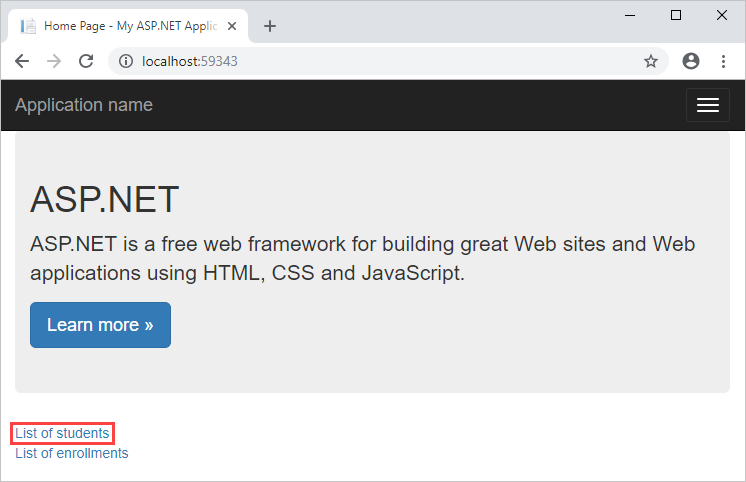 Home Page - My ASP.NET Applic
localhost:59343
Application name
ASP.NET
ASP.NET is a free web framework for building great Web sites and Web
applications using HTML, CSS and JavaScript.
Learn more »
List of students
List of enrollments